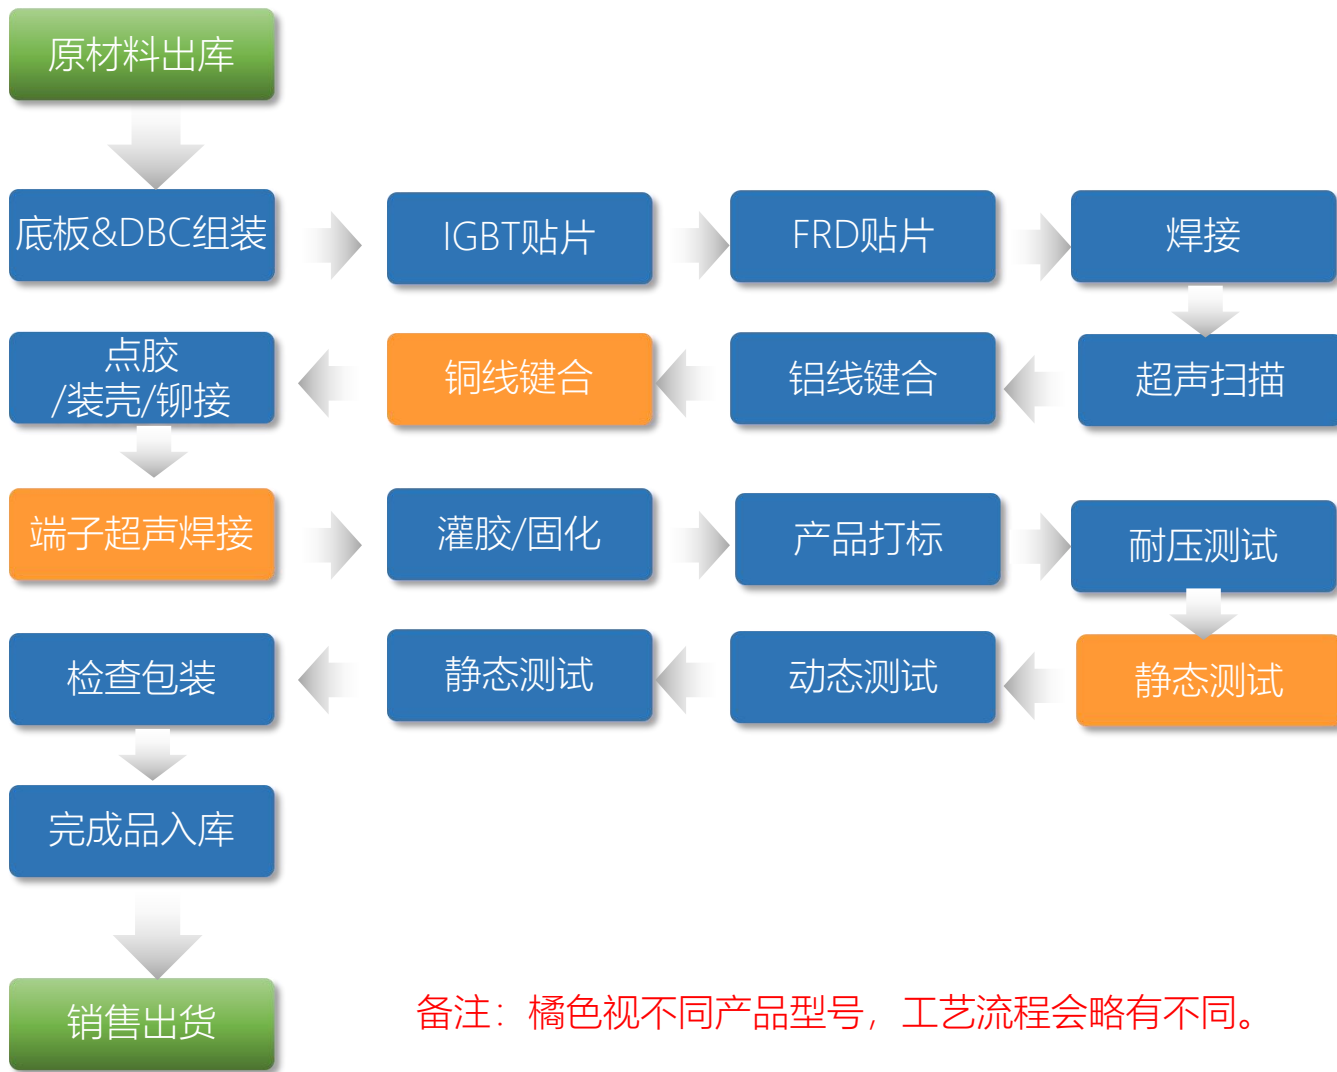 原材料出库
底板&DBC组装
IGBT贴片
FRD贴片
焊接
点胶
/装壳/铆接
铜线键合
铝线键合
超声扫描
端子超声焊接
灌胶/固化
产品打标
耐压测试
检查包装
静态测试
动态测试
静态测试
完成品入库
销售出货
备注：橘色视不同产品型号，工艺流程会略有不同。